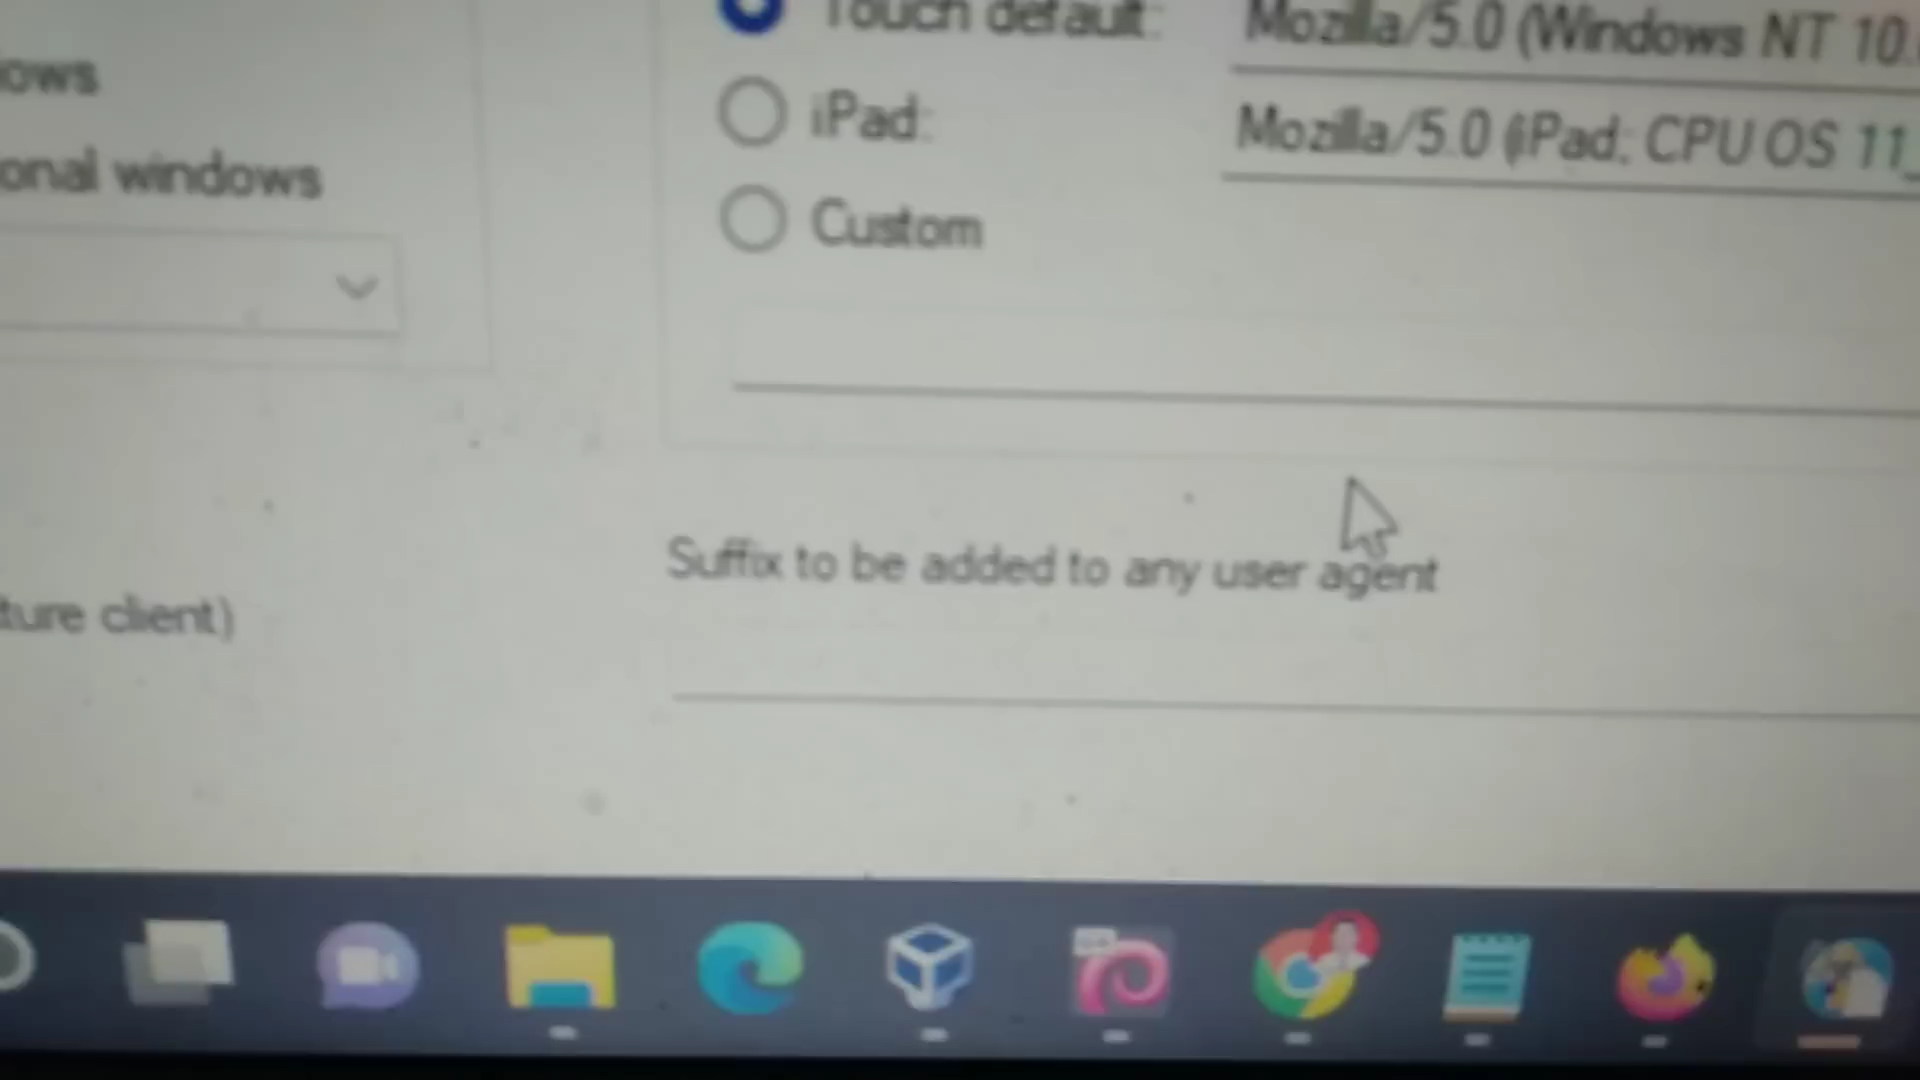 Touch default: Mozilla/5.0 (Windows NT 10.
ows
iPad: Mozilla/5.0 (iPad; CPU OS 11_
onal windows
Custom
Suffix to be added to any user agent
ture client)